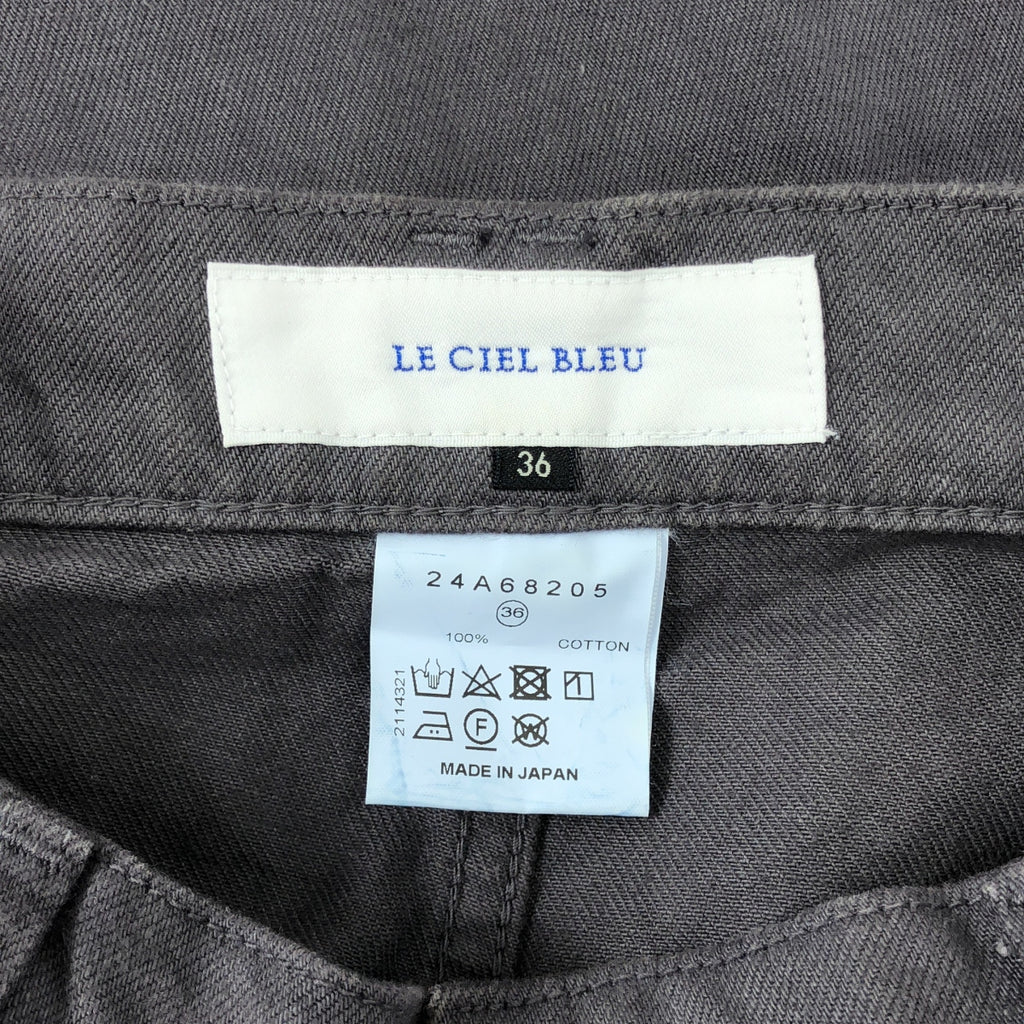 LE CIEL BLEU
36
24A68205
36
100% COTTON
2114321
F
W
MADE IN JAPAN